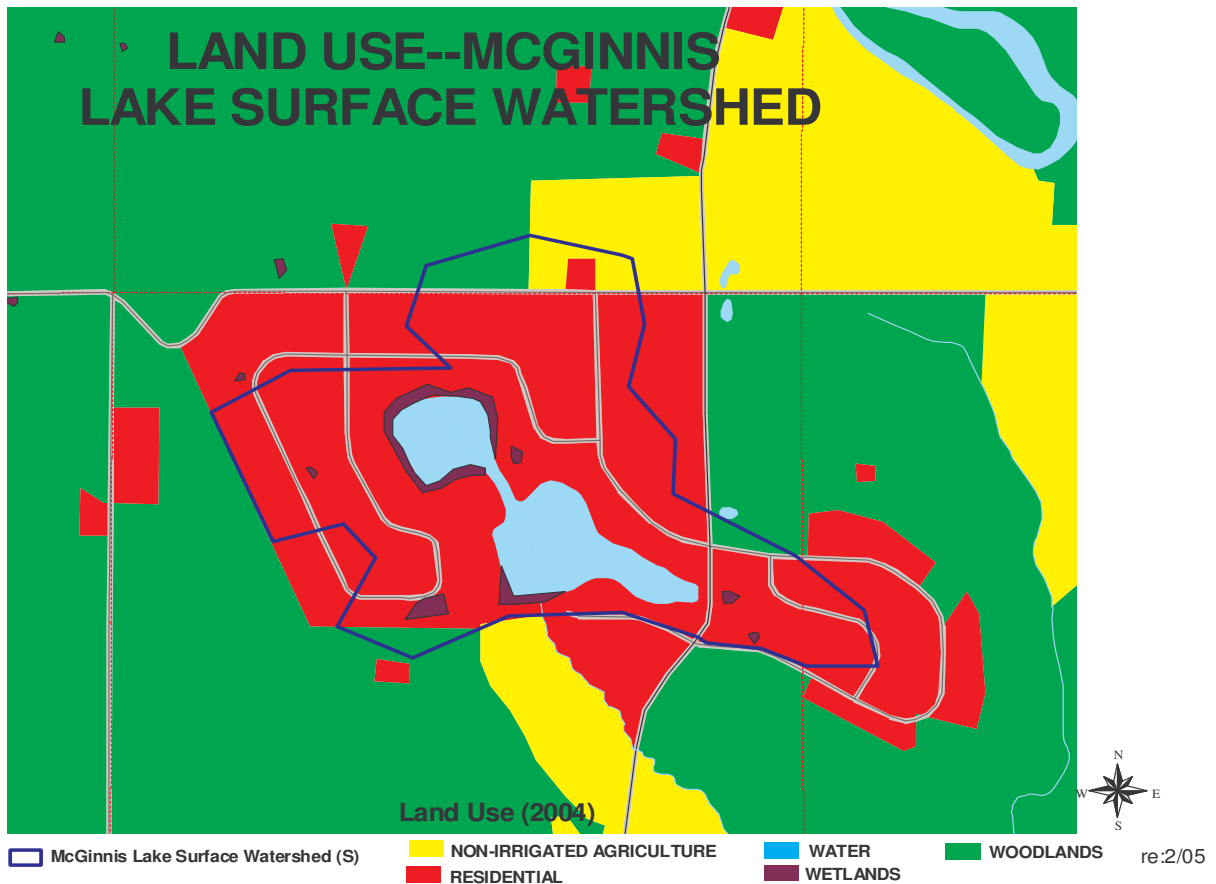 LAND USE--MCGINNIS
LAKE SURFACE WATERSHED
Land Use (2004)
N
W E
S
McGinnis Lake Surface Watershed (S)
NON-IRRIGATED AGRICULTURE
RESIDENTIAL
WATER
WETLANDS
WOODLANDS
re:2/05